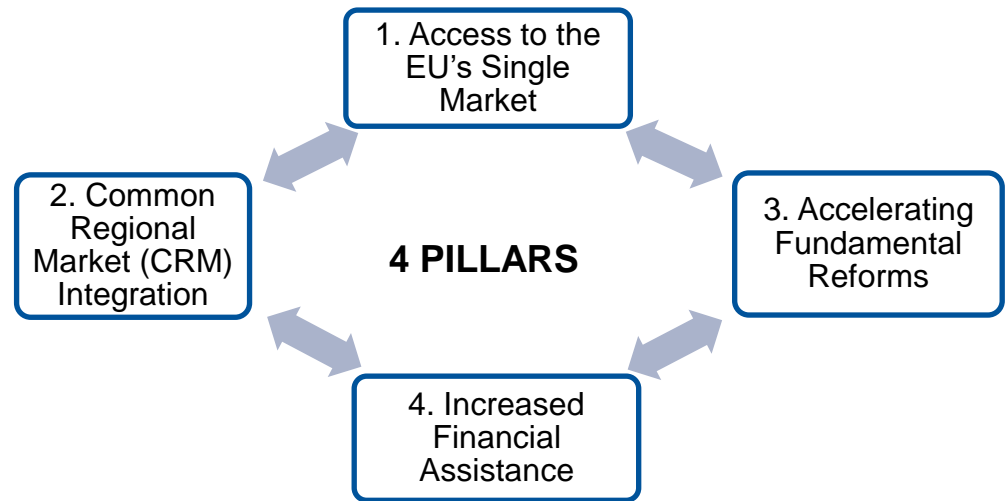 1. Access to the
EU’s Single
Market
2. Common
Regional
Market (CRM)
Integration
4 PILLARS
3. Accelerating
Fundamental
Reforms
4. Increased
Financial
Assistance